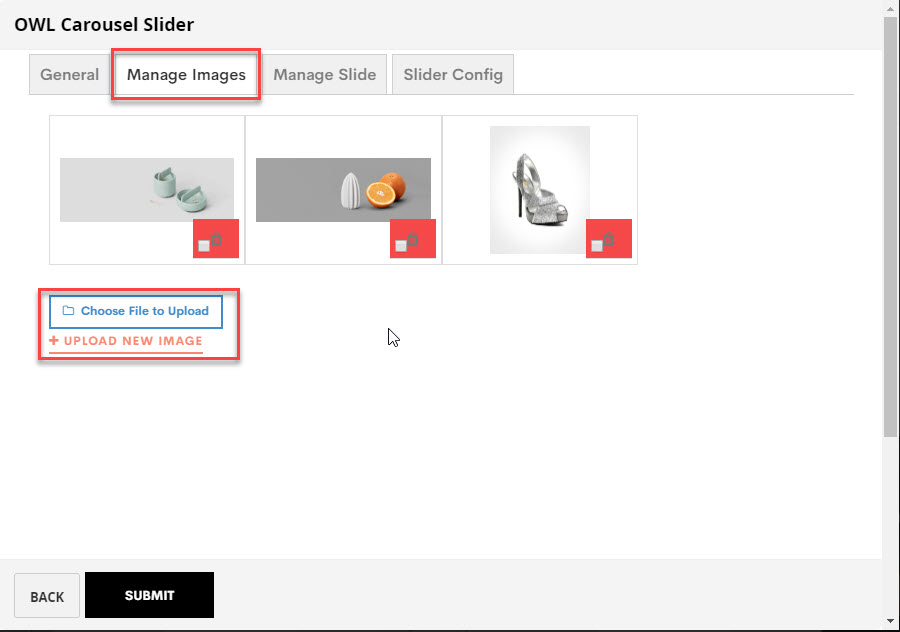 OWL Carousel Slider
General Manage Images Manage Slide Slider Config
Choose File to Upload
+ UPLOAD NEW IMAGE
BACK SUBMIT